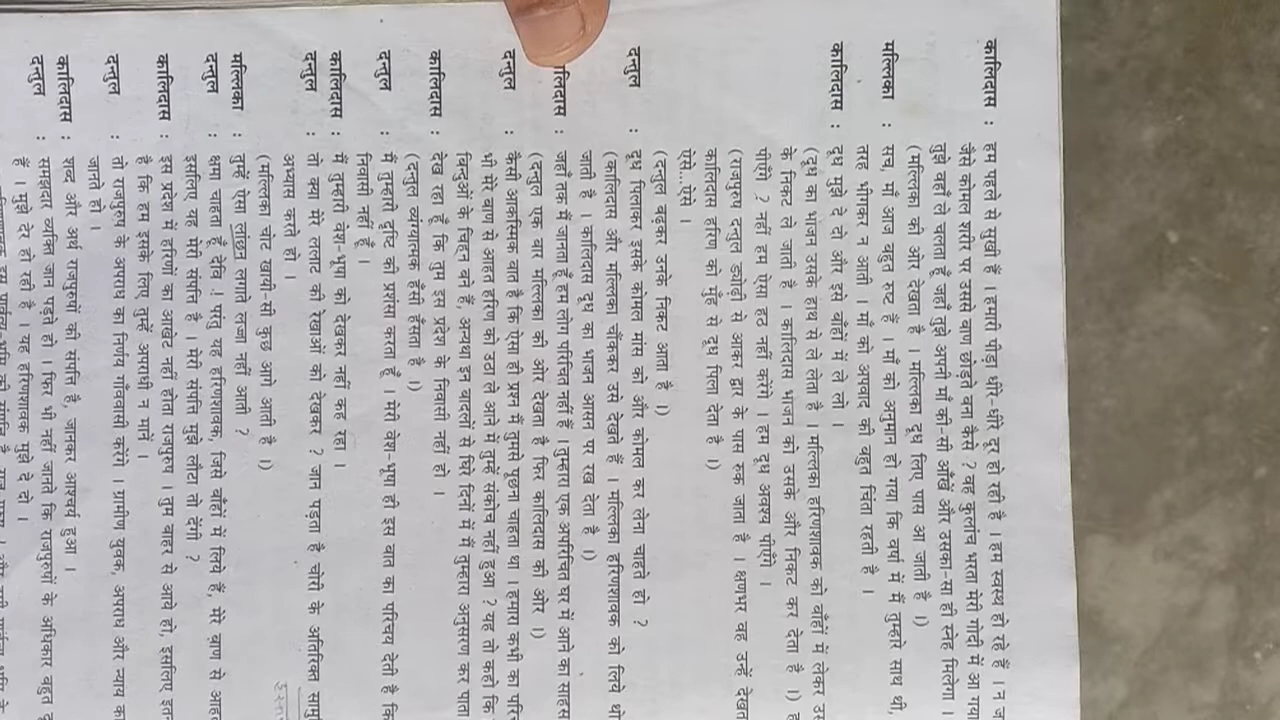 कालिदास : हम पहले से सुखी हैं । हमारी पीड़ा धीरे-धीरे दूर हो रही है । हम स्वस्थ हो रहे हैं । न ज
जैसे कोमल शरीर पर उससे बाण छोड़ते बना कैसे ? वह कुलांच भरता मेरी गोदी में आ गया
तुझे वहाँ ले चलता हूँ जहाँ तुझे अपनी माँ की-सी आँखें और उसका-सा ही स्नेह मिलेगा ।
(मल्लिका की ओर देखता है । मल्लिका दूध लिए पास आ जाती है ।)
मल्लिका : सच, माँ आज बहुत रुष्ट हैं । माँ को अनुमान हो गया कि वर्षा में मैं तुम्हारे साथ थी,
तरह भीगकर न आती । माँ को अपवाद की बहुत चिंता रहती है ।
कालिदास : दूध मुझे दे दो और इसे बाँहों में ले लो ।
(दूध का भाजन उसके हाथ से ले लेता है । मल्लिका हरिणशावक को बाँहों में लेकर उस
के निकट ले जाती है । कालिदास भाजन को उसके और निकट कर देता है ।) ह
पीएँगे ? नहीं हम ऐसा हट नहीं करेंगे । हम दूध अवश्य पीएँगे ।
(राजपुरुष दन्तुल ड्योढ़ी से आकर द्वार के पास रुक जाता है । क्षणभर वह उन्हें देखत
कालिदास हरिण को मुँह से दूध पिला देता है ।)
ऐसे...ऐसे ।
(दन्तुल बढ़कर उनके निकट आता है ।)
दन्तुल : दूध पिलाकर इसके कोमल मांस को और कोमल कर लेना चाहते हो ?
(कालिदास और मल्लिका चौंककर उसे देखते हैं । मल्लिका हरिणशावक को लिये थो
जाती है । कालिदास दूध का भाजन आसन पर रख देता है ।)
ालिदास : जहाँ तक मैं जानता हूँ हम लोग परिचित नहीं हैं । तुम्हारा एक अपरिचित घर में आने का साहस
(दन्तुल एक बार मल्लिका की ओर देखता है फिर कालिदास की ओर ।)
दन्तुल : कैसी आकस्मिक बात है कि ऐसा ही प्रश्न मैं तुमसे पूछना चाहता था । हमारा कभी का परि
भी मेरे बाण से आहत हरिण को उठा ले आने में तुम्हें संकोच नहीं हुआ ? यह तो कहो कि
बिन्दुओं के चिह्न बने हैं, अन्यथा इन बादलों से घिरे दिनों में मैं तुम्हारा अनुसरण कर पाता
कालिदास : देख रहा हूँ कि तुम इस प्रदेश के निवासी नहीं हो ।
(दन्तुल व्यंग्यात्मक हँसी हँसता है ।)
दन्तुल : मैं तुम्हारी दृष्टि की प्रशंसा करता हूँ । मेरी वेश-भूषा ही इस बात का परिचय देती है कि
निवासी नहीं हूँ ।
कालिदास : मैं तुम्हारी वेश-भूषा को देखकर नहीं कह रहा ।
दन्तुल : तो क्या मेरे ललाट की रेखाओं को देखकर ? जान पड़ता है चोरी के अतिरिक्त सामु
अभ्यास करते हो ।
(मल्लिका चोट खायी-सी कुछ आगे आती है ।)
मल्लिका : तुम्हें ऐसा लांछन लगाते लज्जा नहीं आती ?
दन्तुल : क्षमा चाहता हूँ देवि ! परंतु यह हरिणशावक, जिसे बाँहों में लिये हैं, मेरे बाण से आहत
इसलिए यह मेरी संपत्ति है । मेरी संपत्ति मुझे लौटा तो देंगी ?
कालिदास : इस प्रदेश में हरिणों का आखेट नहीं होता राजपुरुष । तुम बाहर से आये हो, इसलिए इत
है कि हम इसके लिए तुम्हें अपराधी न मानें ।
दन्तुल : तो राजपुरुष के अपराध का निर्णय गाँववासी करेंगे । ग्रामीण युवक, अपराध और न्याय क
जानते हो ।
कालिदास : शब्द और अर्थ राजपुरुषों की संपत्ति है, जानकर आश्चर्य हुआ ।
दन्तुल : समझदार व्यक्ति जान पड़ते हो । फिर भी नहीं जानते कि राजपुरुषों के अधिकार बहुत दू
हैं । मुझे देर हो रही है । यह हरिणशावक मुझे दे दो ।